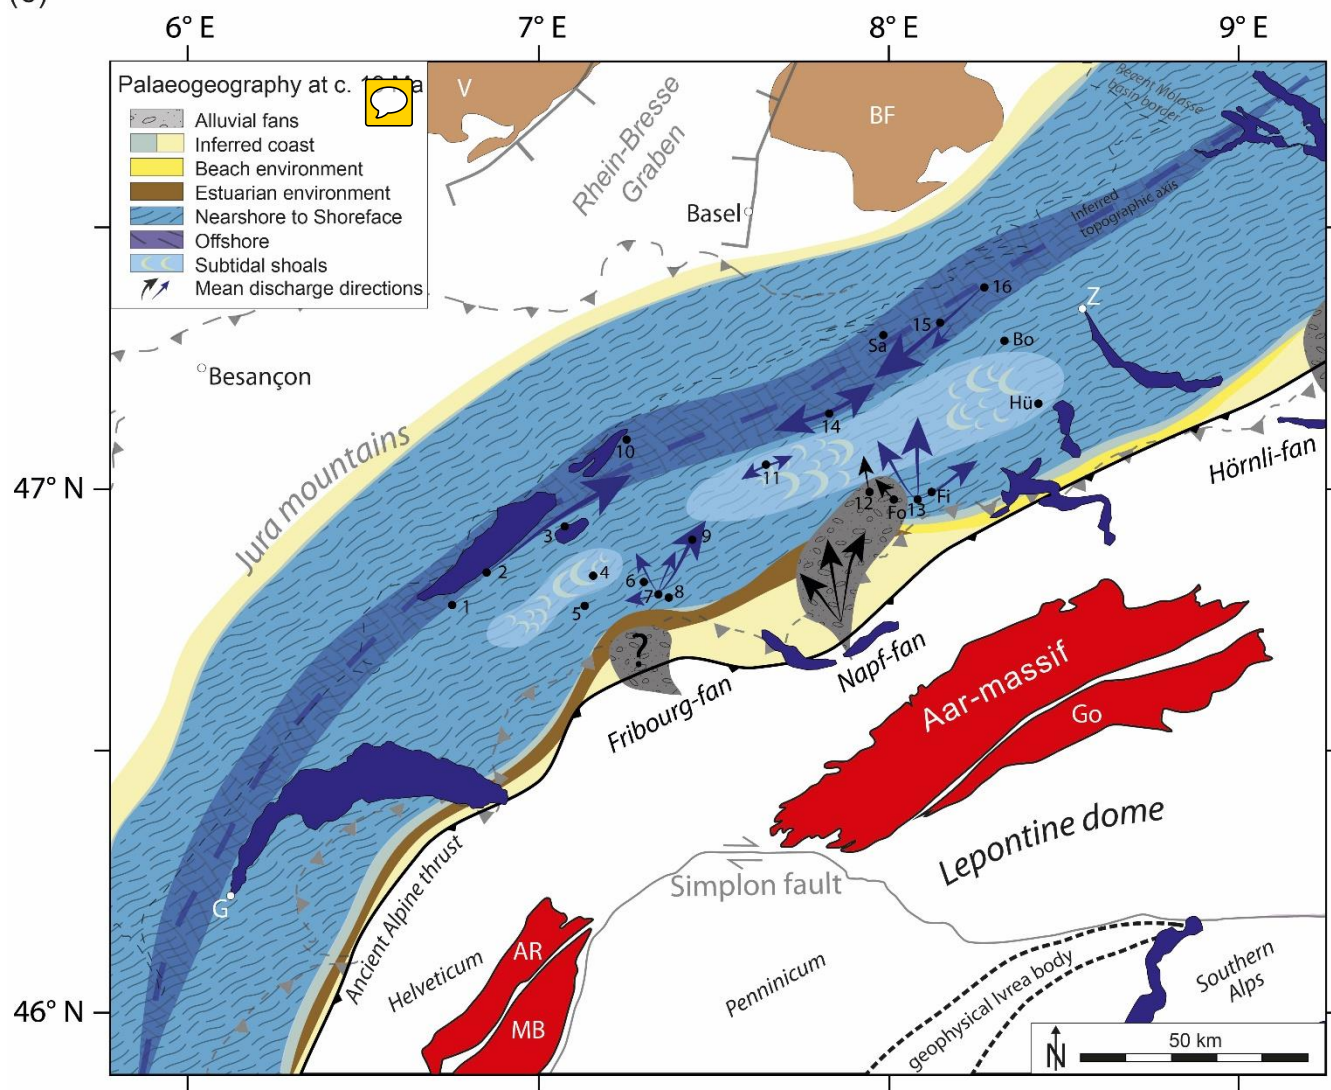 6° E
7° E
8° E
9° E
Palaeogeography at c.
Alluvial fans
Inferred coast
Beach environment
Estuarian environment
Nearshore to Shoreface
Offshore
Subtidal shoals
Mean discharge directions
V
BF
Rhein-Bresse
Graben
Basel
Recent Molasse
basin border
Inferred
topographic axis
Besançon
Jura mountains
47° N
46° N
16
15
Sa
Bo
Z
Hü
14
11
10
12
Fo
13
Fi
9
3
2
1
4
5
6
7
8
?
Hörnli-fan
Napf-fan
Fribourg-fan
Aar-massif
Go
Lepontine dome
Simplon fault
G
Ancient Alpine thrust
Helveticum
AR
MB
Penninicum
geophysical Ivrea body
Southern
Alps
N
50 km